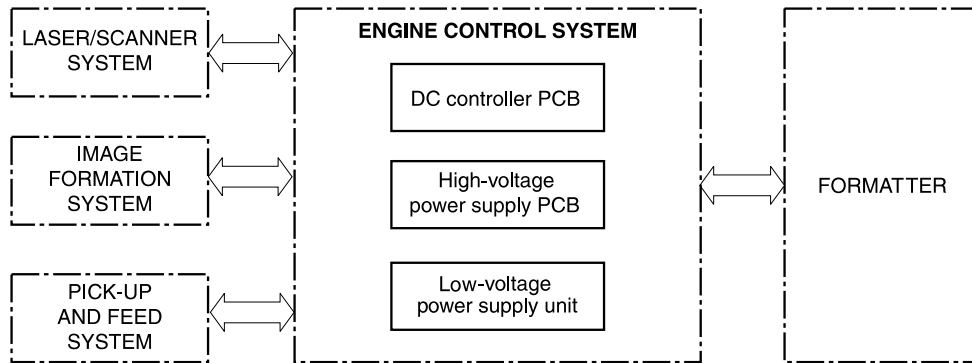 LASER/SCANNER
SYSTEM
IMAGE
FORMATION
SYSTEM
PICK-UP
AND FEED
SYSTEM
ENGINE CONTROL SYSTEM
DC controller PCB
High-voltage
power supply PCB
Low-voltage
power supply unit
FORMATTER